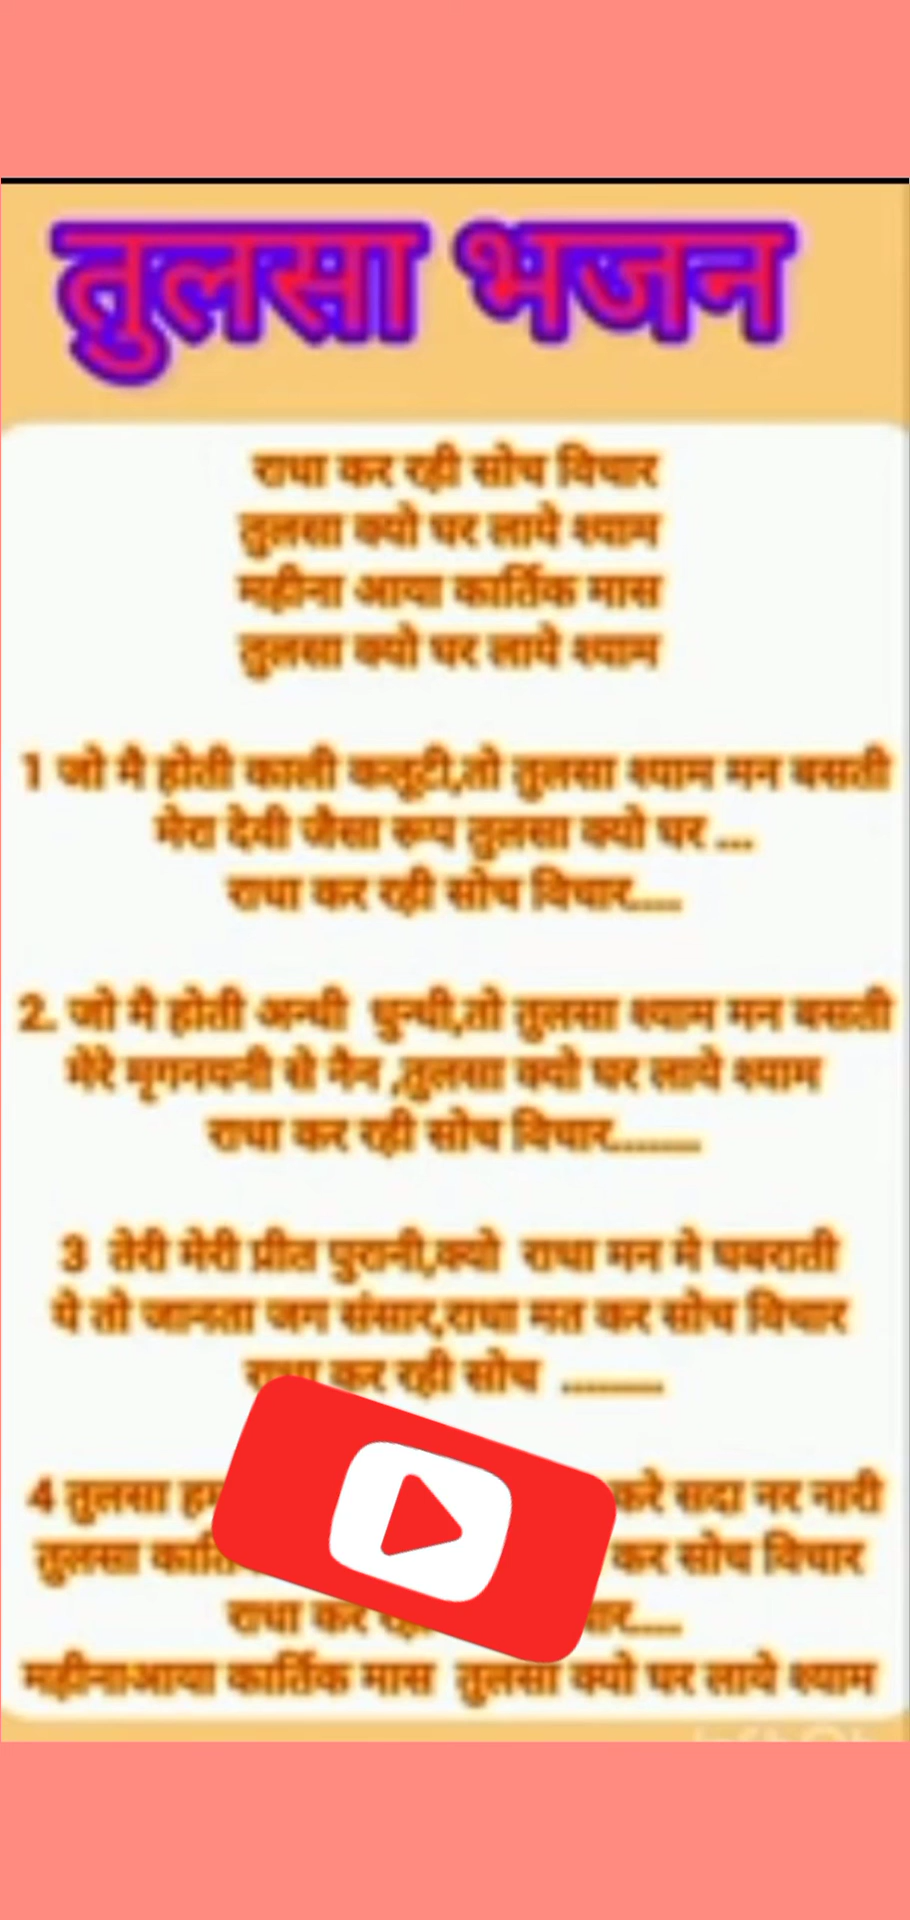 तुलसा भजन
राधा कर रही सोच विचार
तुलसा क्यो घर लाये श्याम
महीना आया कार्तिक मास
तुलसा क्यो घर लाये श्याम
1 जो मै होती काली कलूटी,तो तुलसा श्याम मन बसती
मेरा देवी जैसा रूप तुलसा क्यो घर ...
राधा कर रही सोच विचार.....
2. जो मै होती अन्धी धुन्धी,तो तुलसा श्याम मन बसती
मेरे मृगनयनी से नैन ,तुलसा क्यो घर लाये श्याम
राधा कर रही सोच विचार.........
3 तेरी मेरी प्रीत पुरानी,क्यो राधा मन मे घबराती
ये तो जानता जग संसार,राधा मत कर सोच विचार
राधा कर रही सोच ..........
4 तुलसा करे सदा नर नारी
तुलसा कर सोच विचार
राधा कर
महीनाआया कार्तिक मास तुलसा क्यो घर लाये श्याम